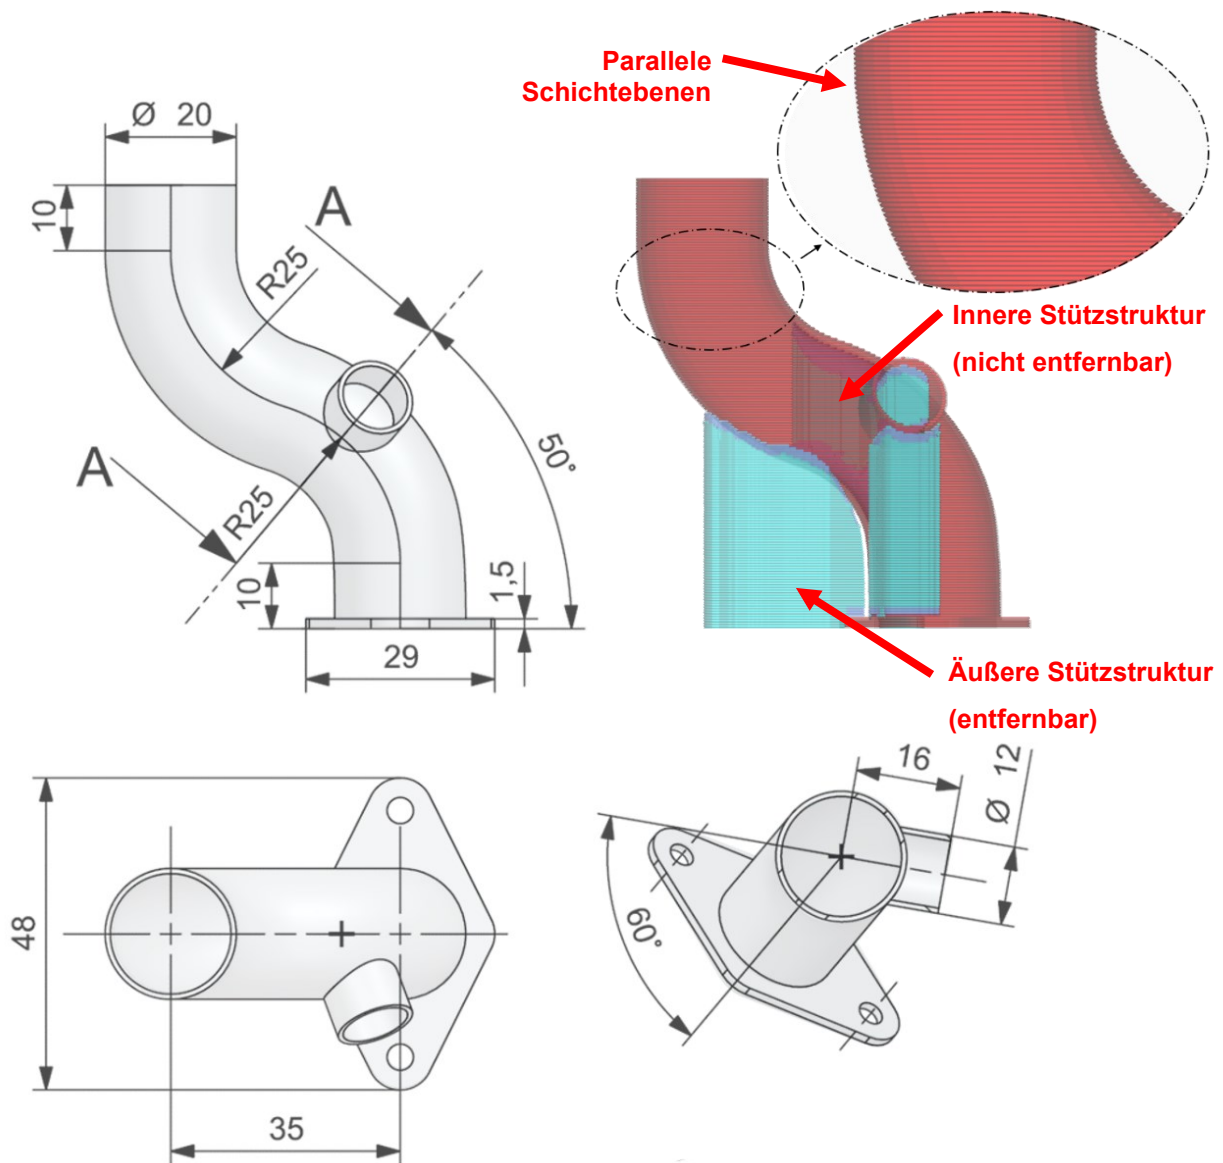 Parallele
Schichtebenen
Ø 20
10
A
R25
Innere Stützstruktur
(nicht entfernbar)
50°
A
R25
10
1,5
29
Äußere Stützstruktur
(entfernbar)
16
Ø 12
48
60°
35